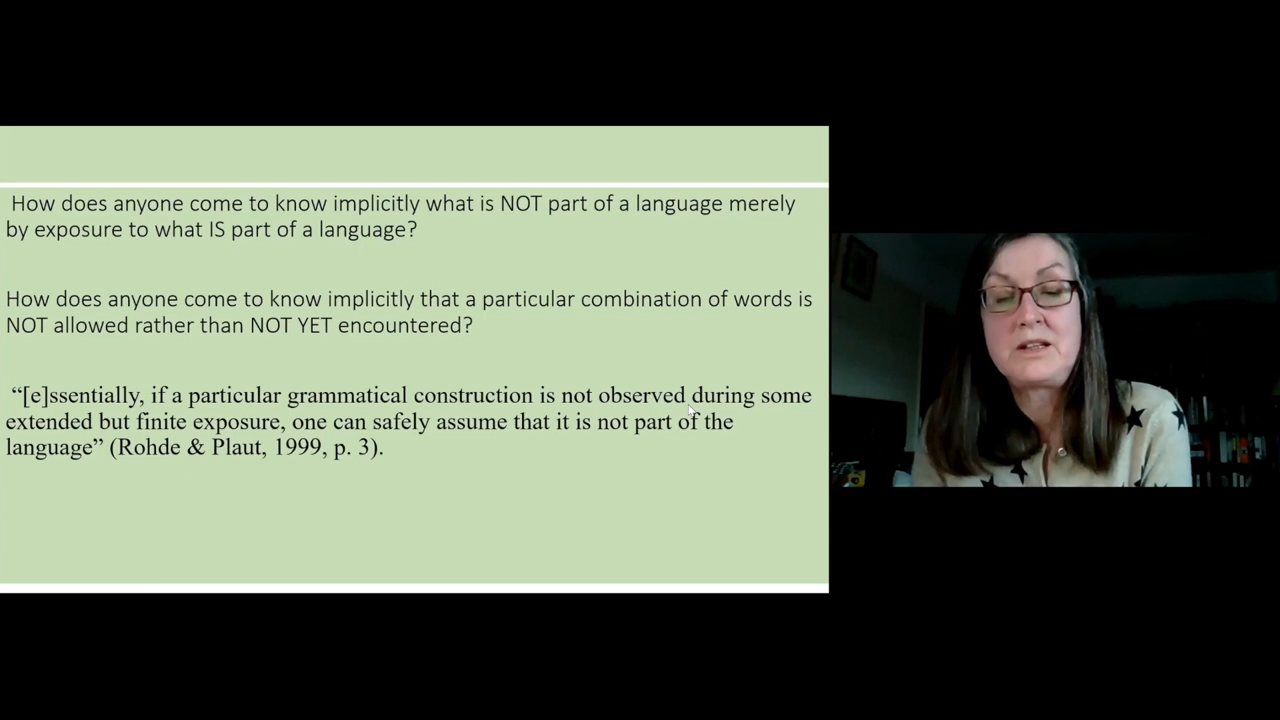 How does anyone come to know implicitly what is NOT part of a language merely
by exposure to what IS part of a language?
How does anyone come to know implicitly that a particular combination of words is
NOT allowed rather than NOT YET encountered?
“[e]ssentially, if a particular grammatical construction is not observed during some
extended but finite exposure, one can safely assume that it is not part of the
language” (Rohde & Plaut, 1999, p. 3).